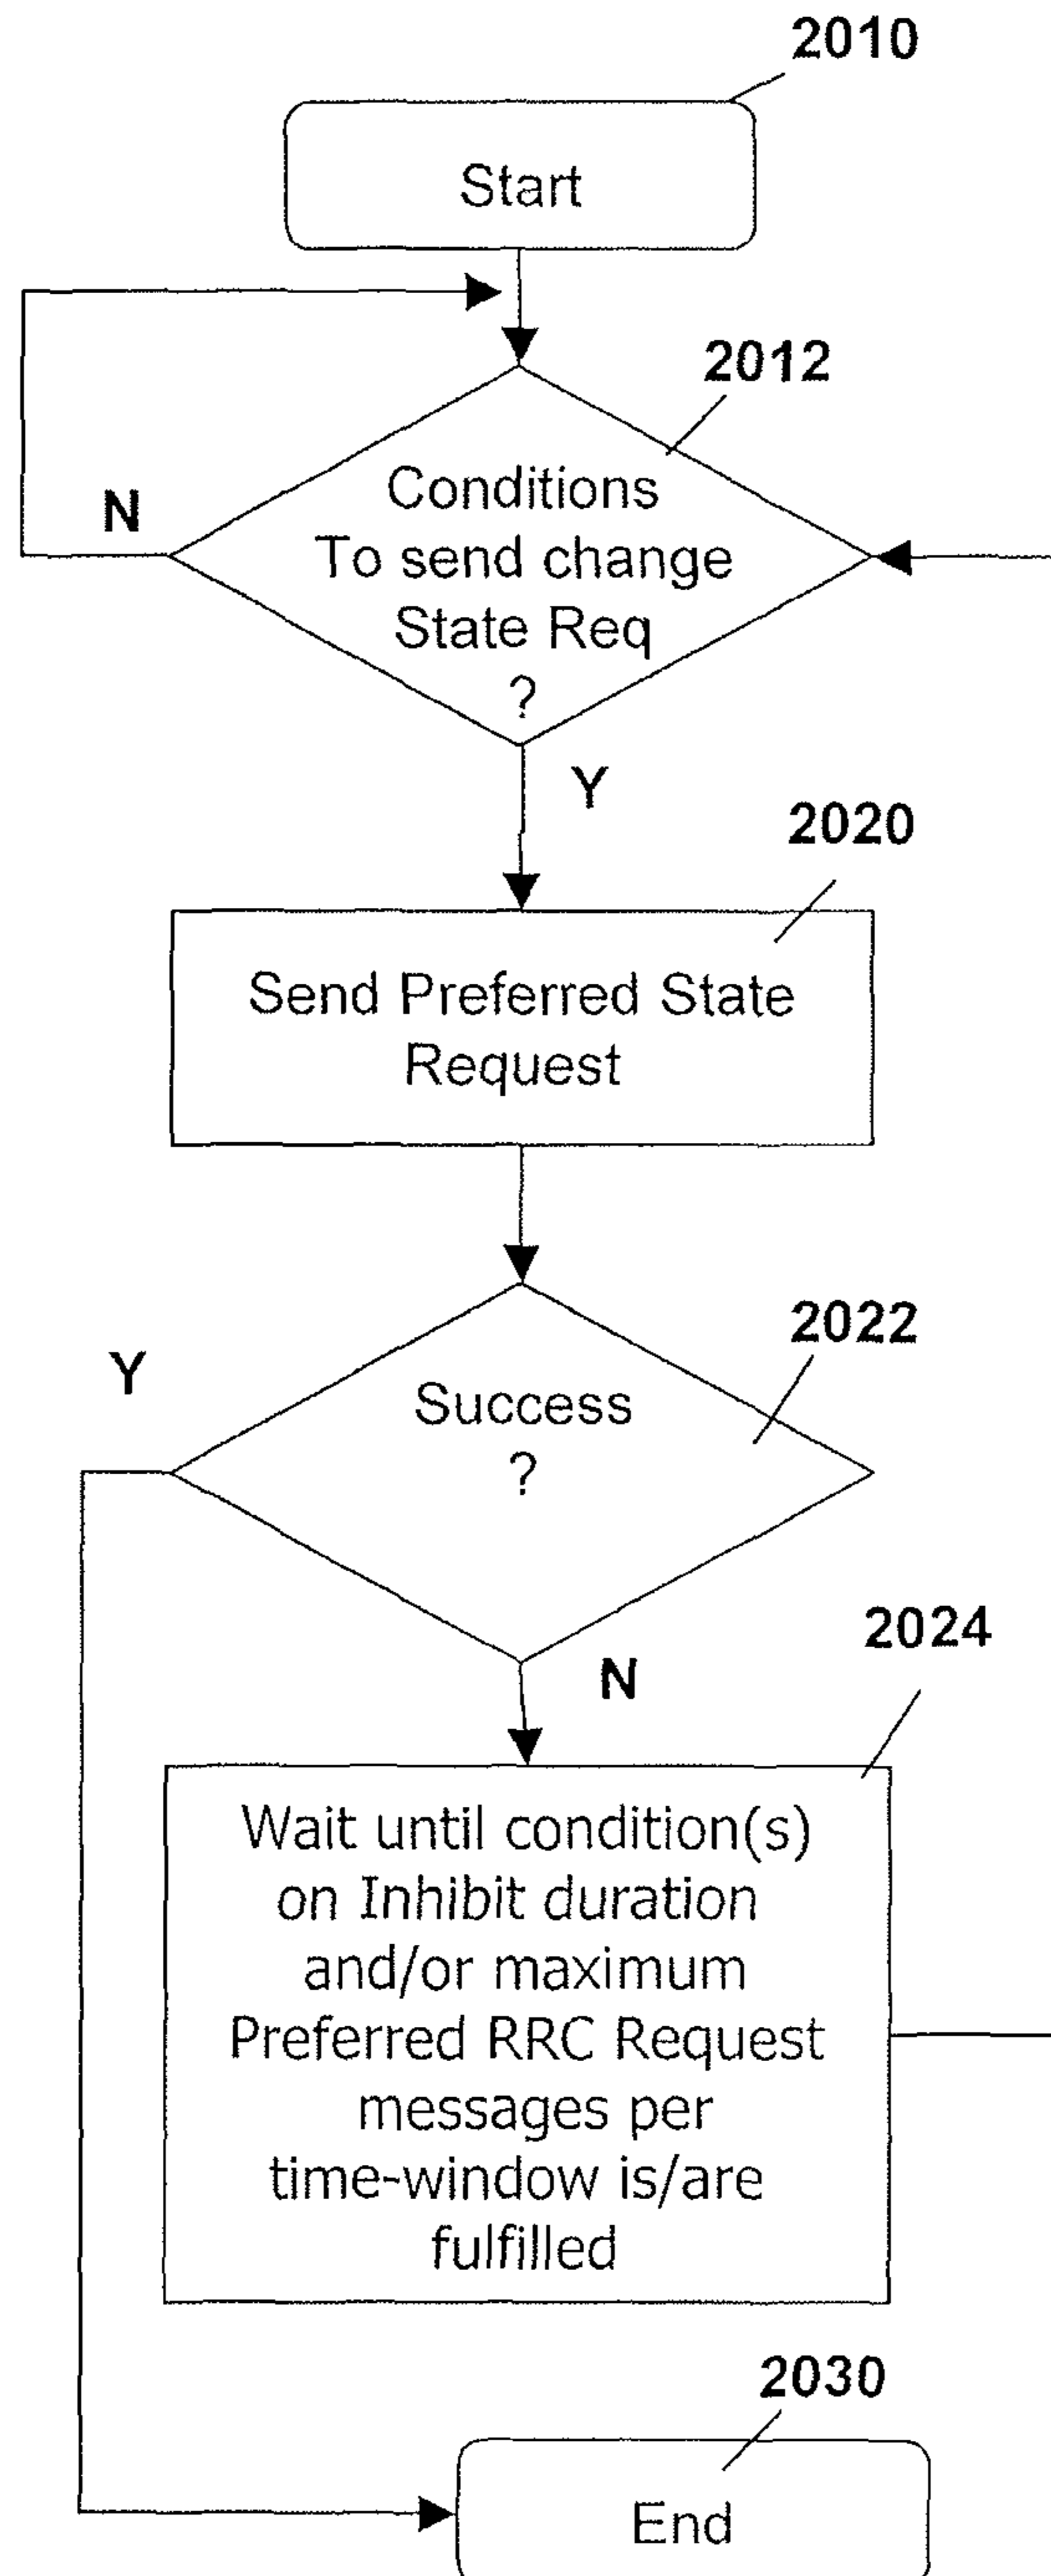 2010
Start
2012
N
Conditions
To send change
State Req
?
Y
2020
Send Preferred State
Request
2022
Y
Success
?
N
2024
Wait until condition(s)
on Inhibit duration
and/or maximum
Preferred RRC Request
messages per
time-window is/are
fulfilled
2030
End